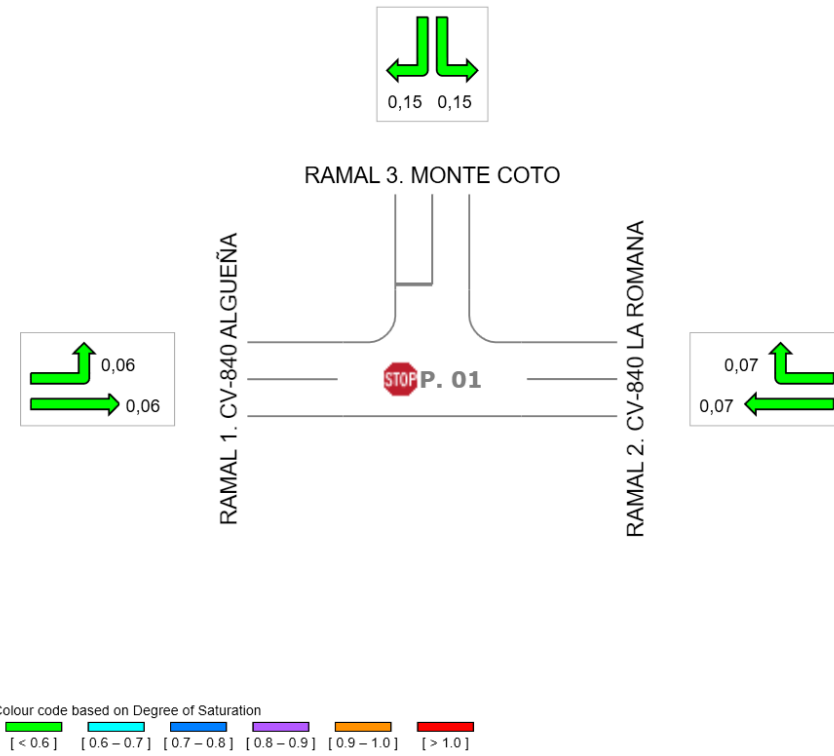 0,15 0,15
RAMAL 3. MONTE COTO
RAMAL 1. CV-840 ALGUEÑA
RAMAL 2. CV-840 LA ROMANA
0,06
0,06
STOP P. 01
0,07
0,07
Colour code based on Degree of Saturation
[ < 0.6 ] [ 0.6 – 0.7 ] [ 0.7 – 0.8 ] [ 0.8 – 0.9 ] [ 0.9 – 1.0 ] [ > 1.0 ]